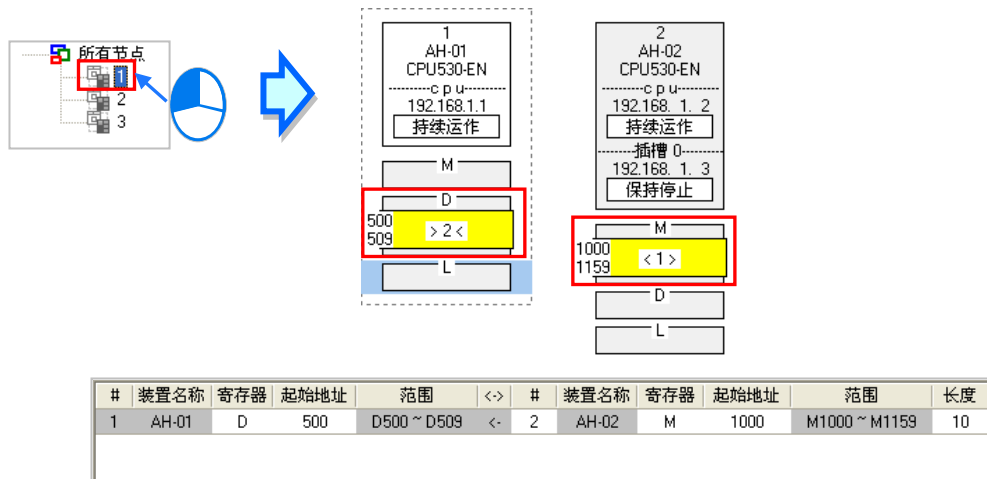 所有节点
1
2
3
1
AH-01
CPU530-EN
c p u
192.168.1.1
持续运作
M
D
500
509
> 2 <
L
2
AH-02
CPU530-EN
c p u
192.168. 1. 2
持续运作
插槽 0
192.168. 1. 3
保持停止
M
1000
1159
< 1 >
D
L
# 装置名称 寄存器 起始地址 范围 <-> # 装置名称 寄存器 起始地址 范围 长度
1 AH-01 D 500 D500 ~ D509 <- 2 AH-02 M 1000 M1000 ~ M1159 10